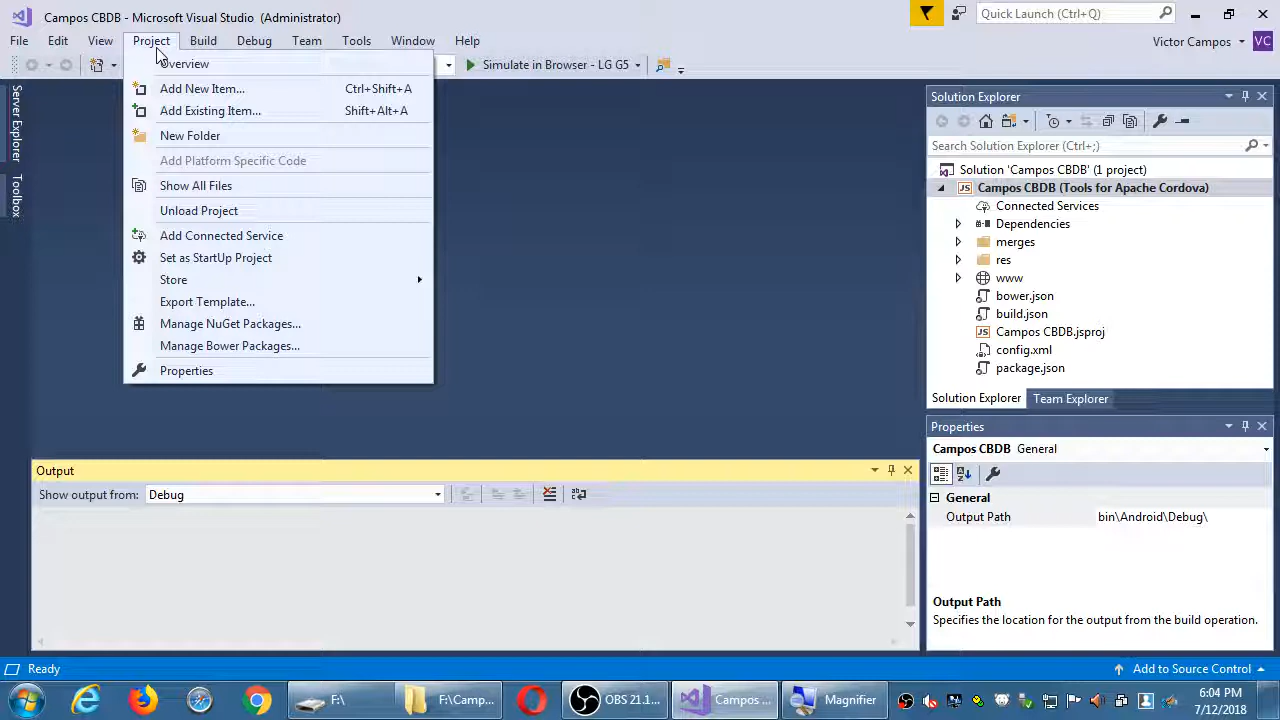 Campos CBDB - Microsoft Visual Studio (Administrator)
Quick Launch (Ctrl+Q)
File Edit View Project Build Debug Team Tools Window Help
Victor Campos VC
Simulate in Browser - LG G5
Overview
Add New Item... Ctrl+Shift+A
Add Existing Item... Shift+Alt+A
New Folder
Add Platform Specific Code
Show All Files
Unload Project
Add Connected Service
Set as StartUp Project
Store
Export Template...
Manage NuGet Packages...
Manage Bower Packages...
Properties
Server Explorer
Toolbox
Solution Explorer
Search Solution Explorer (Ctrl+;)
Solution 'Campos CBDB' (1 project)
JS Campos CBDB (Tools for Apache Cordova)
Connected Services
Dependencies
merges
res
www
bower.json
build.json
JS Campos CBDB.jsproj
config.xml
package.json
Solution Explorer Team Explorer
Properties
Campos CBDB General
General
Output Path bin\Android\Debug\
Output Path
Specifies the location for the output from the build operation.
Output
Show output from: Debug
Ready
Add to Source Control
F:\
F:\Camp...
OBS 21.1...
Campos ...
Magnifier
6:04 PM
7/12/2018